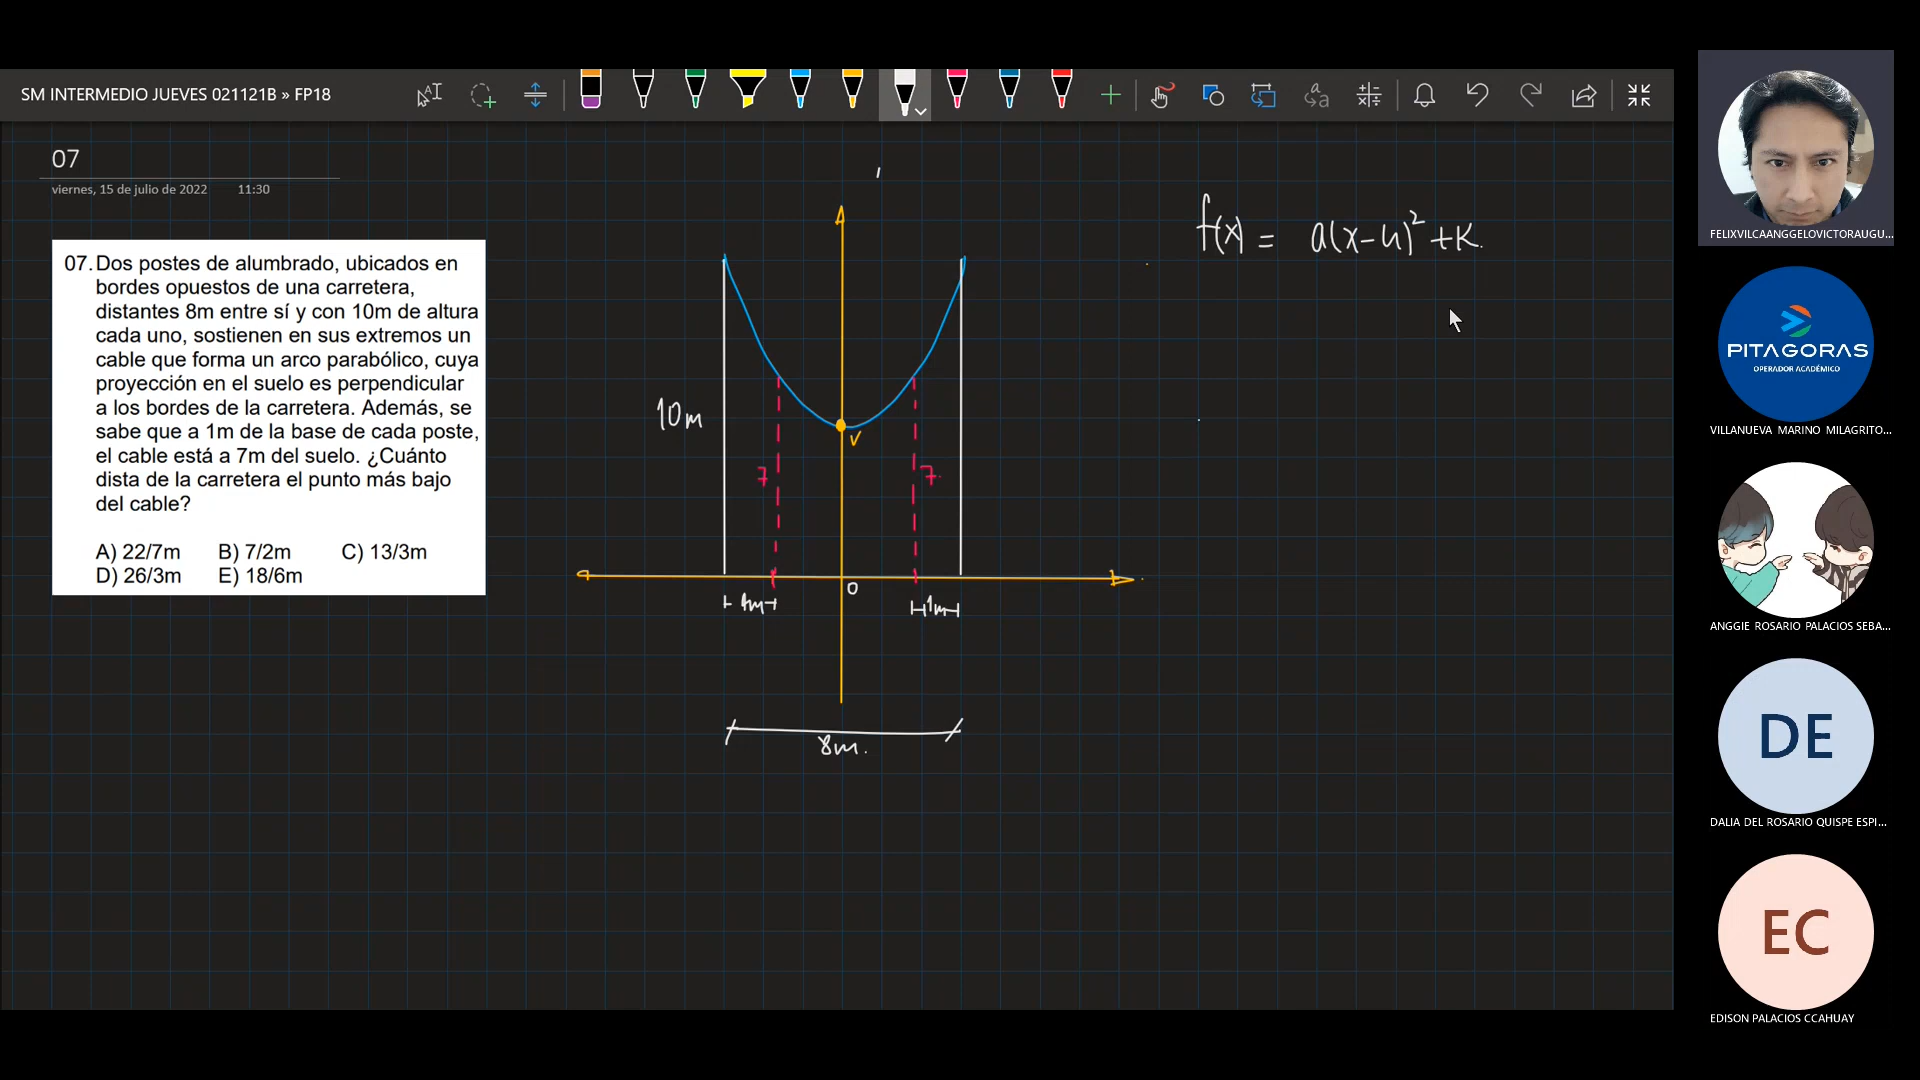 SM INTERMEDIO JUEVES 021121B » FP18
07
viernes, 15 de julio de 2022 11:30
07. Dos postes de alumbrado, ubicados en
bordes opuestos de una carretera,
distantes 8m entre sí y con 10m de altura
cada uno, sostienen en sus extremos un
cable que forma un arco parabólico, cuya
proyección en el suelo es perpendicular
a los bordes de la carretera. Además, se
sabe que a 1m de la base de cada poste,
el cable está a 7m del suelo. ¿Cuánto
dista de la carretera el punto más bajo
del cable?
A) 22/7m B) 7/2m C) 13/3m
D) 26/3m E) 18/6m
10m
V
7
7
0
1m
1m
8m.
f(x) = a(x-h)²+K.
FELIXVILCAANGGELOVICTORAUGU...
PITAGORAS
OPERADOR ACADÉMICO
VILLANUEVA MARINO MILAGRITO...
ANGGIE ROSARIO PALACIOS SEBA...
DE
DALIA DEL ROSARIO QUISPE ESPI...
EC
EDISON PALACIOS CCAHUAY